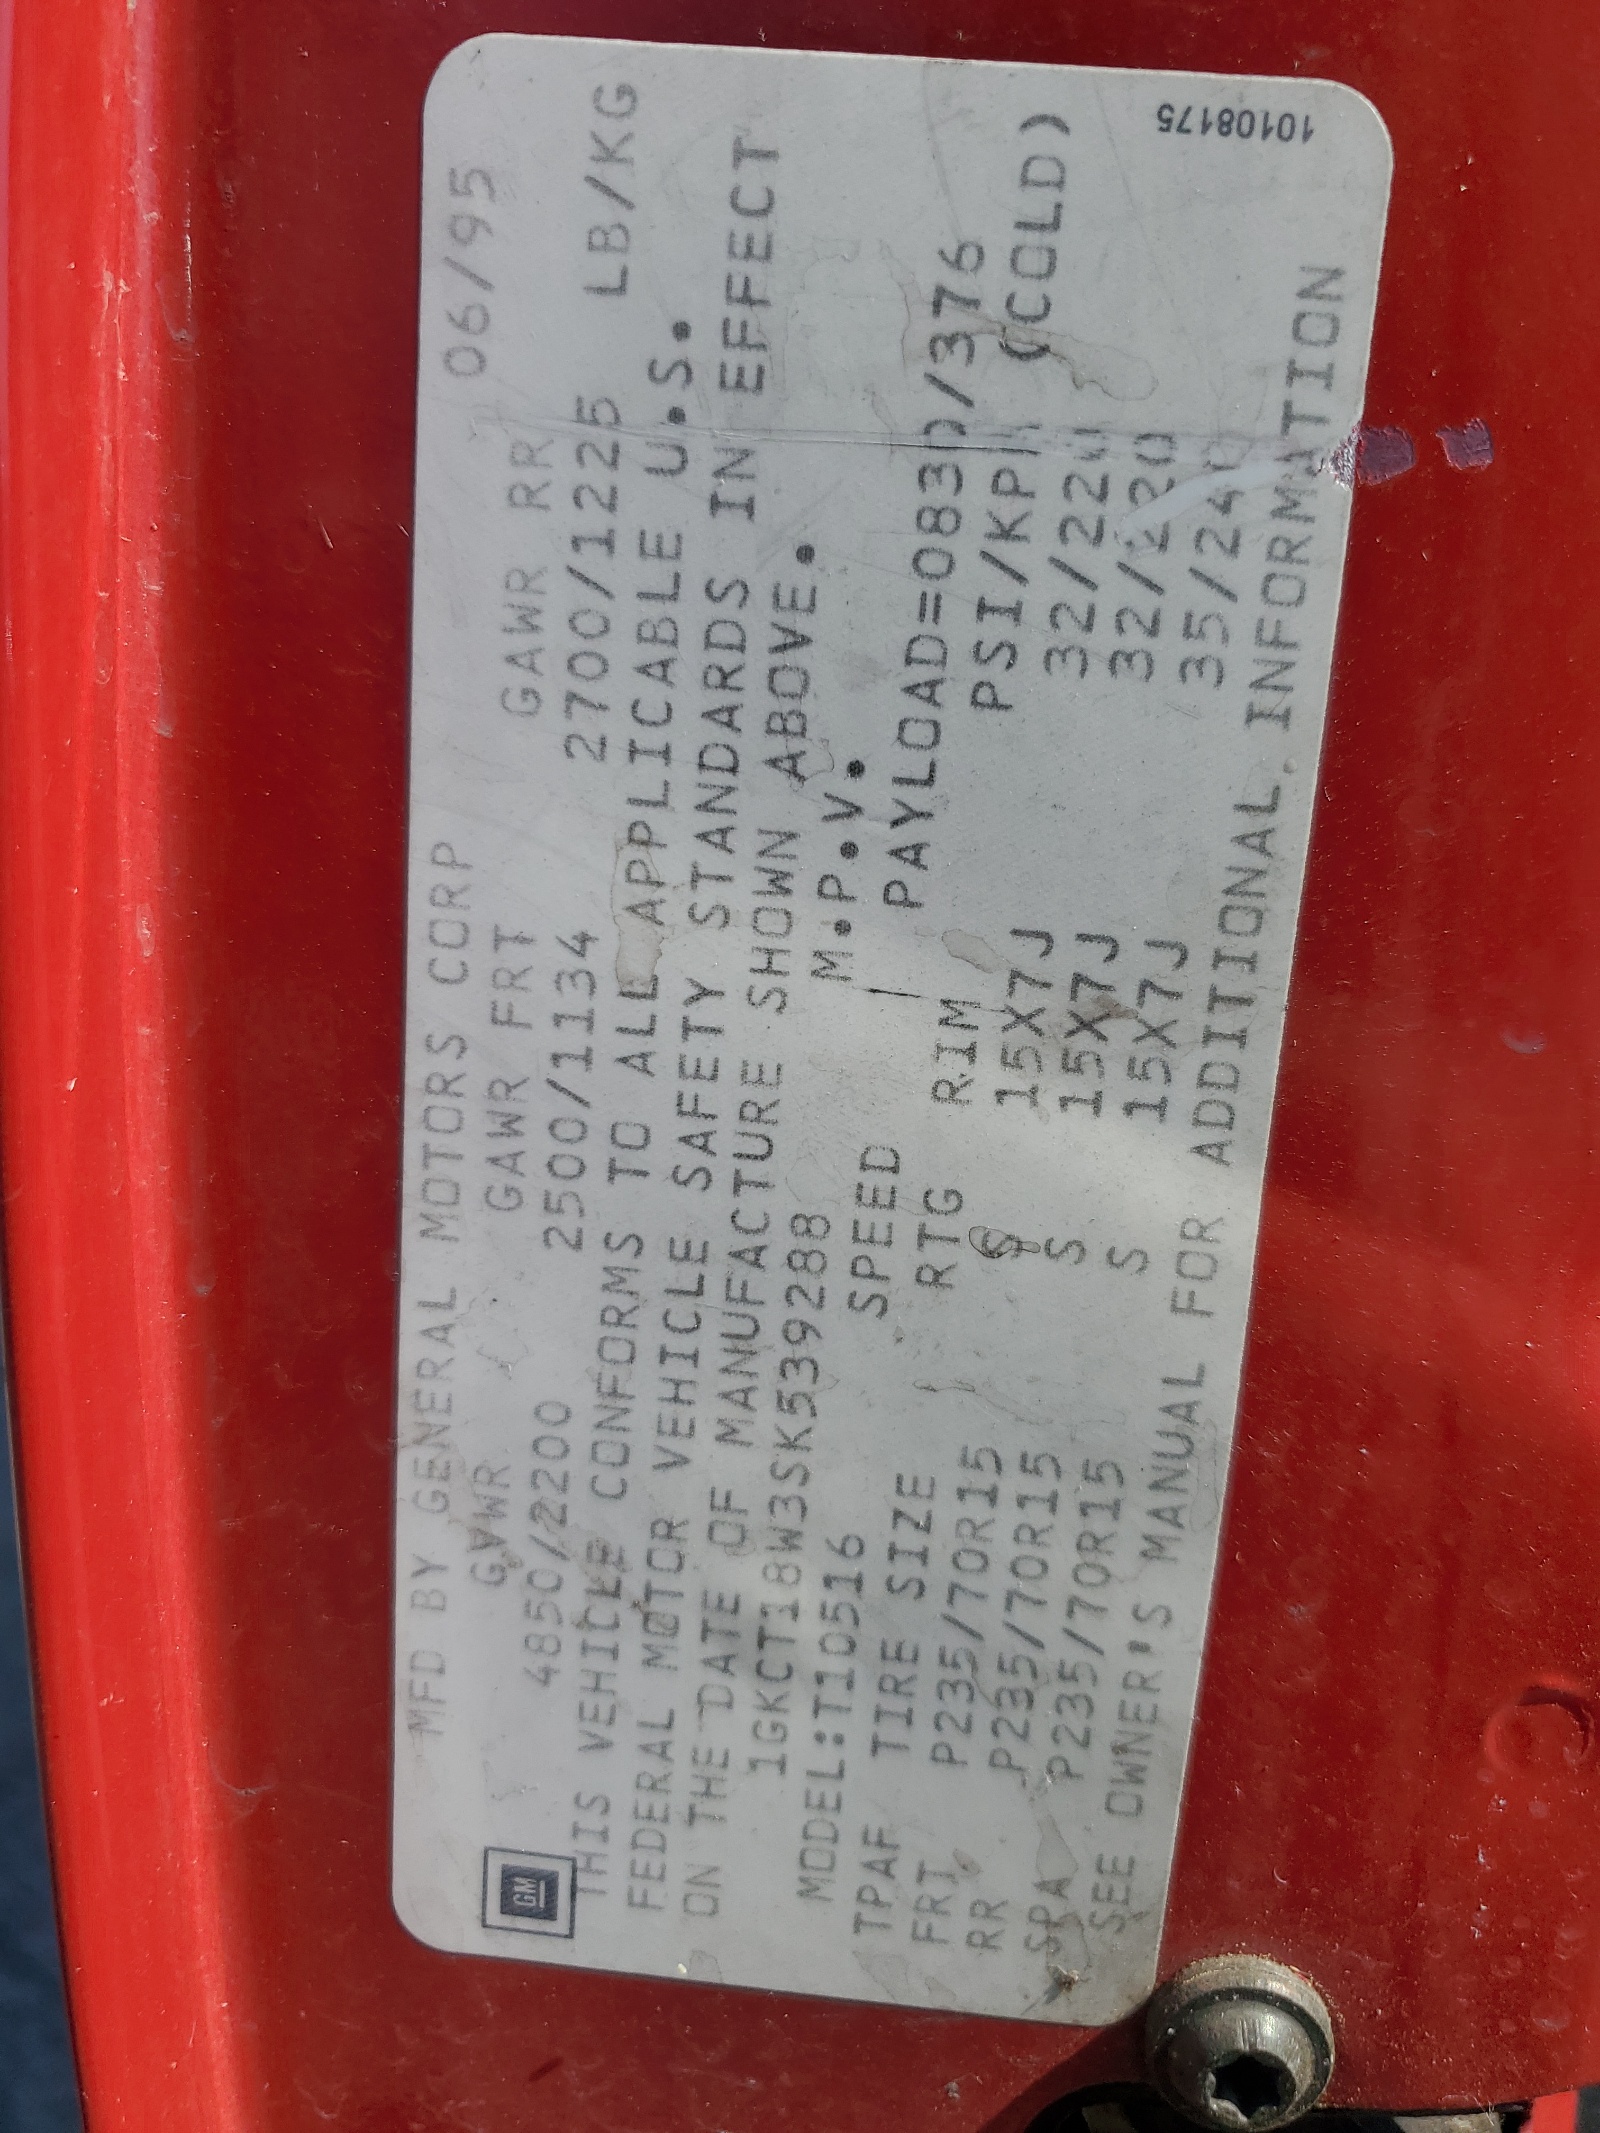 MFD BY GENERAL MOTORS CORP 06/95
GVWR GAWR FRT GAWR RR
GM
4850/2200 2500/1134 2700/1225 LB/KG
THIS VEHICLE CONFORMS TO ALL APPLICABLE U.S.
FEDERAL MOTOR VEHICLE SAFETY STANDARDS IN EFFECT
ON THE DATE OF MANUFACTURE SHOWN ABOVE.
1GKCT18W3SK539288 M.P.V.
MODEL:T10516 PAYLOAD=0830/376
TPAF TIRE SIZE SPEED RTG RIM PSI/KPA (COLD)
FRT P235/70R15 S 15X7J 32/220
RR P235/70R15 S 15X7J 32/220
SPA P235/70R15 S 15X7J 35/240
SEE OWNER'S MANUAL FOR ADDITIONAL INFORMATION
10108175